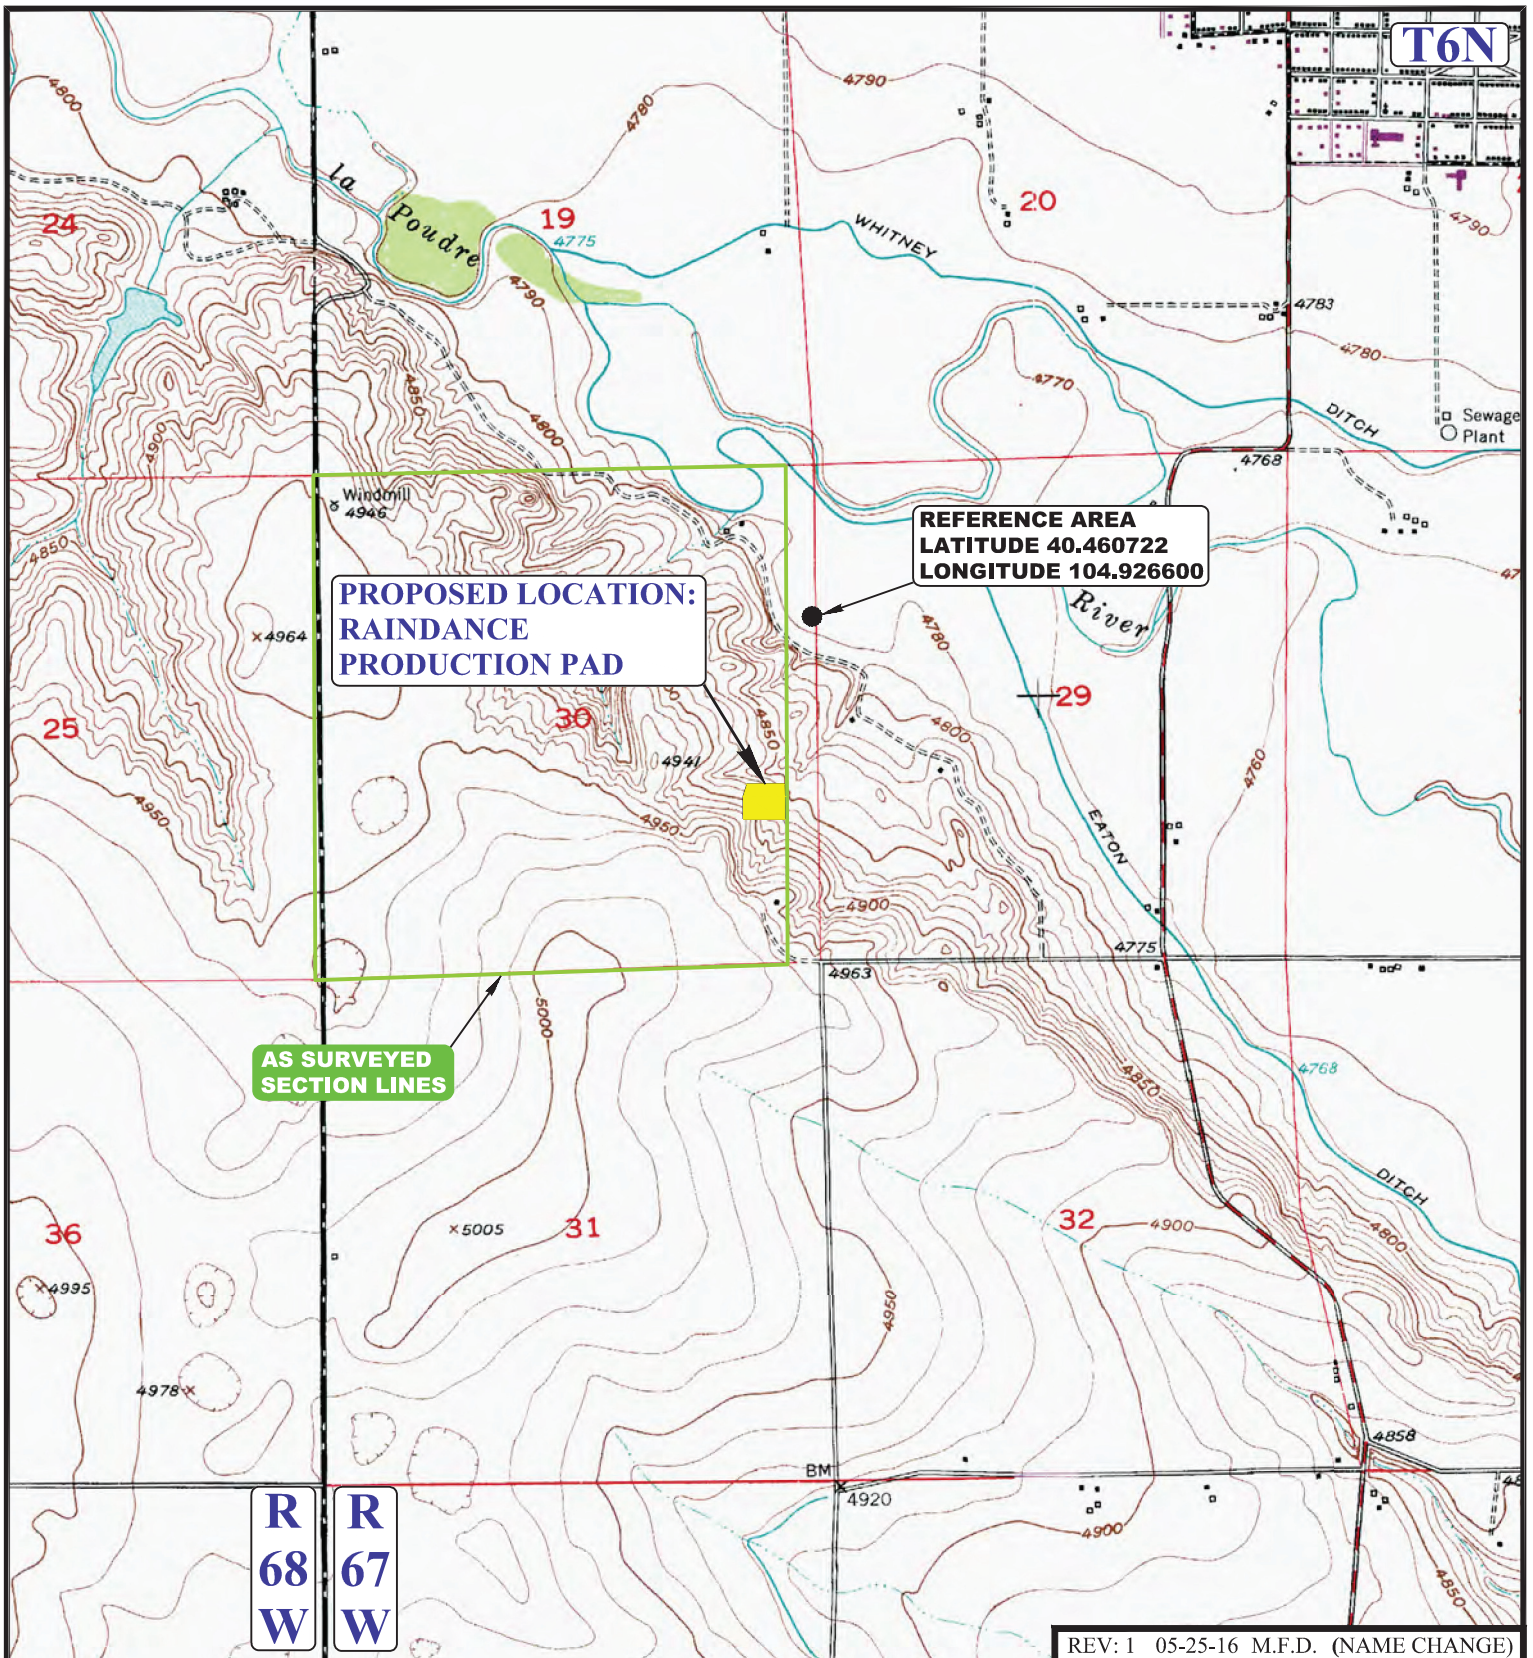 T6N
4800
4790
4780
la
Poudre
19
4775
20
24
4790
WHITNEY
4790
4783
4780
4770
4850
4800
4900
DITCH
Sewage
Plant
4768
Windmill
4946
REFERENCE AREA
LATITUDE 40.460722
LONGITUDE 104.926600
4850
PROPOSED LOCATION:
RAINDANCE
PRODUCTION PAD
River
4780
4964
29
25
30
4850
4800
4941
4760
4950
4950
EATON
4900
4775
4963
5000
AS SURVEYED
SECTION LINES
4850
4768
DITCH
36
5005
31
32
4900
4800
4995
4950
4978
4858
BM
4920
4900
4850
R
68
W
R
67
W
REV: 1 05-25-16 M.F.D. (NAME CHANGE)